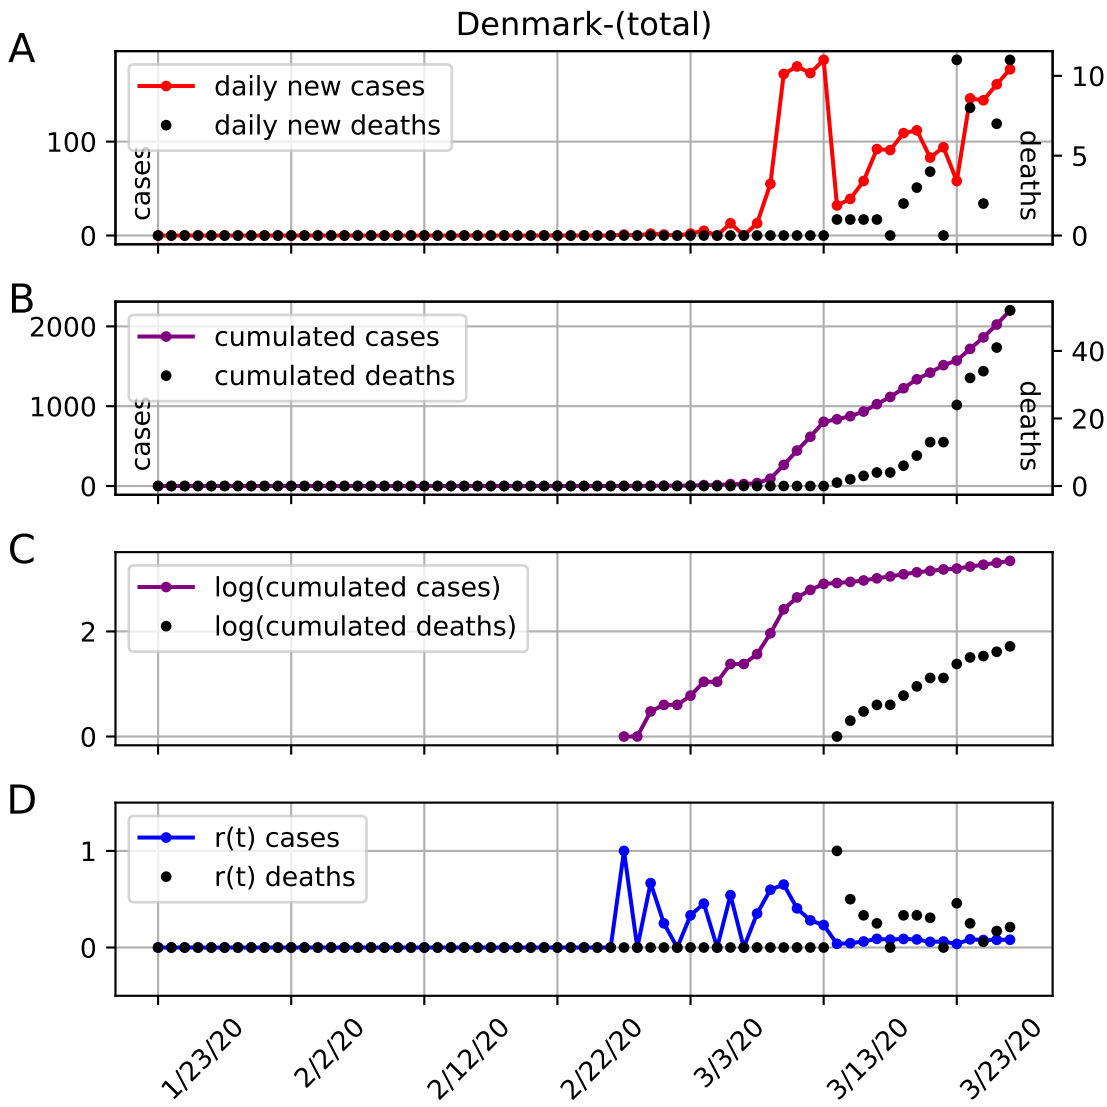 Denmark-(total)
A
daily new cases
daily new deaths
100
0
cases
10
5
0
deaths
B
cumulated cases
cumulated deaths
2000
1000
0
cases
40
20
0
deaths
C
log(cumulated cases)
log(cumulated deaths)
2
0
D
r(t) cases
r(t) deaths
1
0
1/23/20
2/2/20
2/12/20
2/22/20
3/3/20
3/13/20
3/23/20